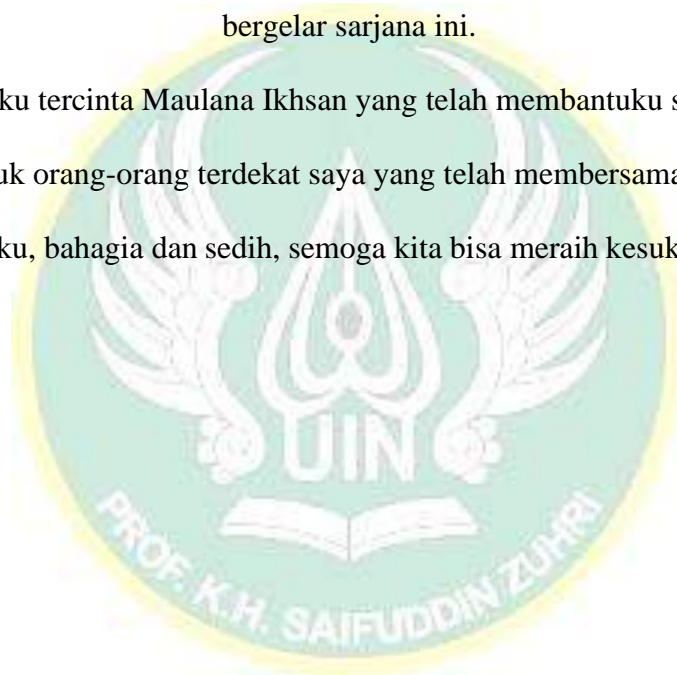 bergelar sarjana ini.
ku tercinta Maulana Ikhsan yang telah membantuku s
uk orang-orang terdekat saya yang telah membersama
ku, bahagia dan sedih, semoga kita bisa meraih kesuk
UIN
PROF. K.H. SAIFUDDIN ZUHRI